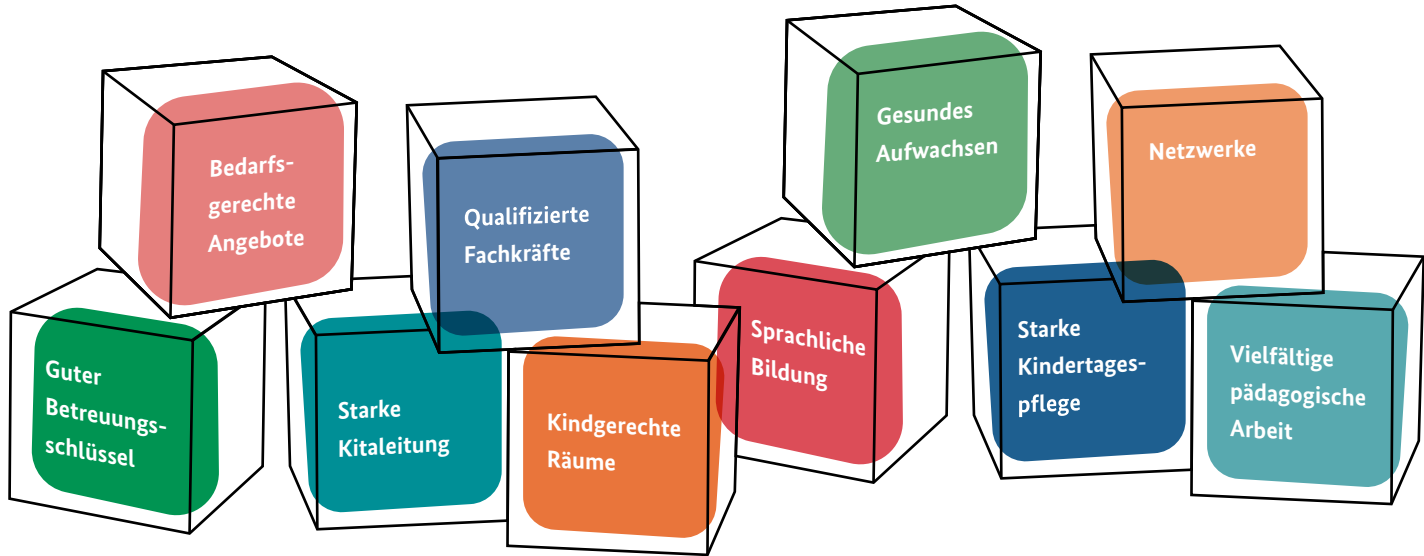 Bedarfs-
gerechte
Angebote
Qualifizierte
Fachkräfte
Gesundes
Aufwachsen
Netzwerke
Guter
Betreuungs-
schlüssel
Starke
Kitaleitung
Kindgerechte
Räume
Sprachliche
Bildung
Starke
Kindertages-
pflege
Vielfältige
pädagogische
Arbeit